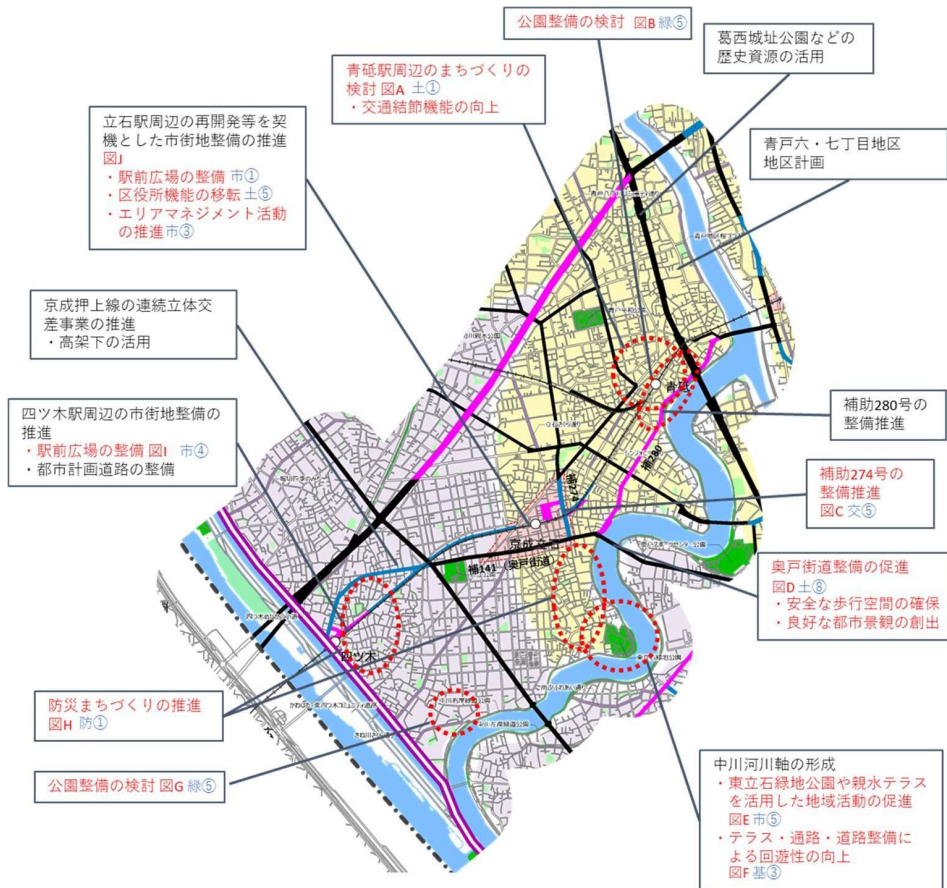 公園整備の検討 図B 緑⑤
葛西城址公園などの
歴史資源の活用
青砥駅周辺のまちづくりの
検討 図A 土①
・交通結節機能の向上
立石駅周辺の再開発等を契
機とした市街地整備の推進
図J
・駅前広場の整備 市①
・区役所機能の移転 土⑤
・エリアマネジメント活動
の推進市③
青戸六・七丁目地区
地区計画
京成押上線の連続立体交
差事業の推進
・高架下の活用
四ツ木駅周辺の市街地整備の
推進
・駅前広場の整備 図I 市④
・都市計画道路の整備
青砥
補助280号の
整備推進
補280
補274
補助274号の
整備推進
図C 交⑤
京成立石
補141（奥戸街道
奥戸街道整備の促進
図D 土⑧
・安全な歩行空間の確保
・良好な都市景観の創出
四ツ木
防災まちづくりの推進
図H 防①
中川左岸緑道公園
公園整備の検討 図G 緑⑤
中川河川軸の形成
・東立石緑地公園や親水テラス
を活用した地域活動の促進
図E 市⑤
・テラス・通路・道路整備に
よる回遊性の向上
図F 基③